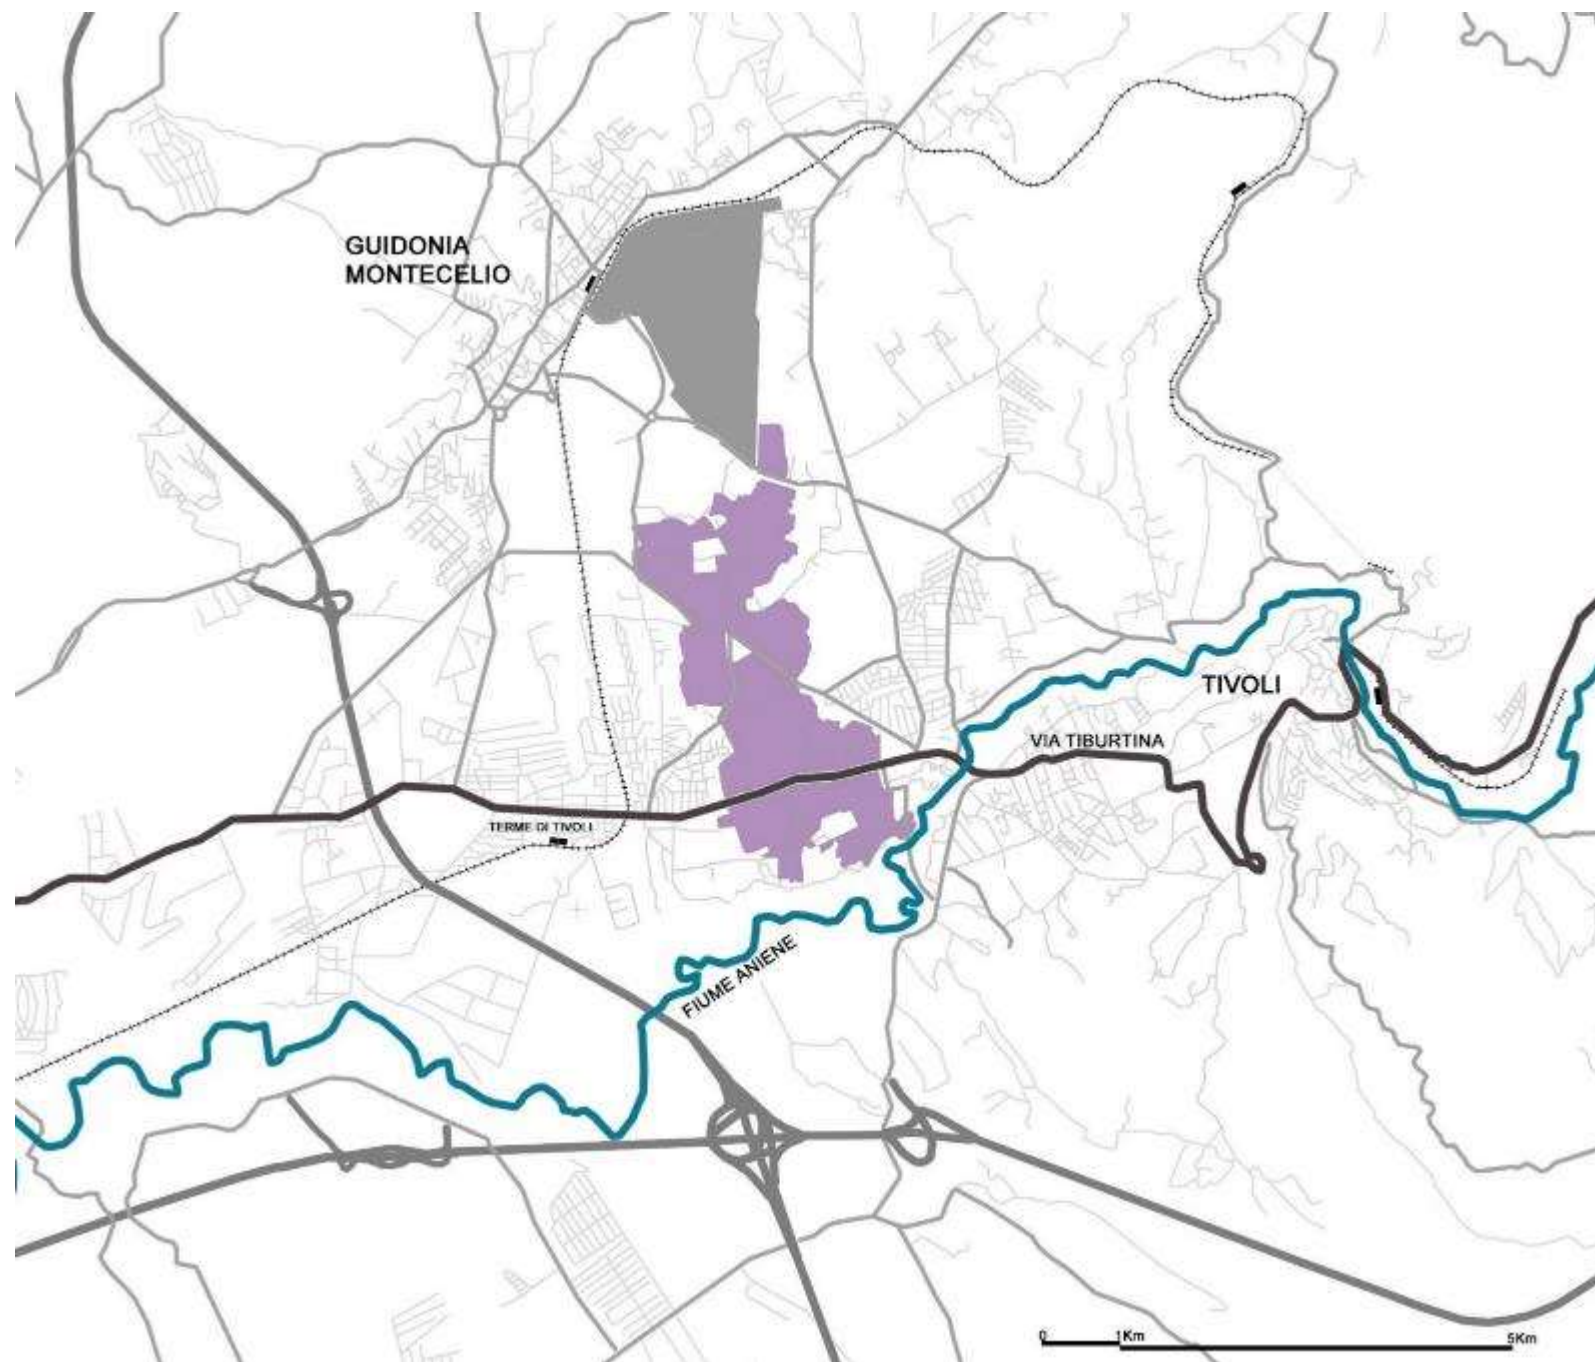 GUIDONIA
MONTECELIO
TIVOLI
VIA TIBURTINA
TERME DI TIVOLI
FIUME ANIENE
0 1Km 5Km